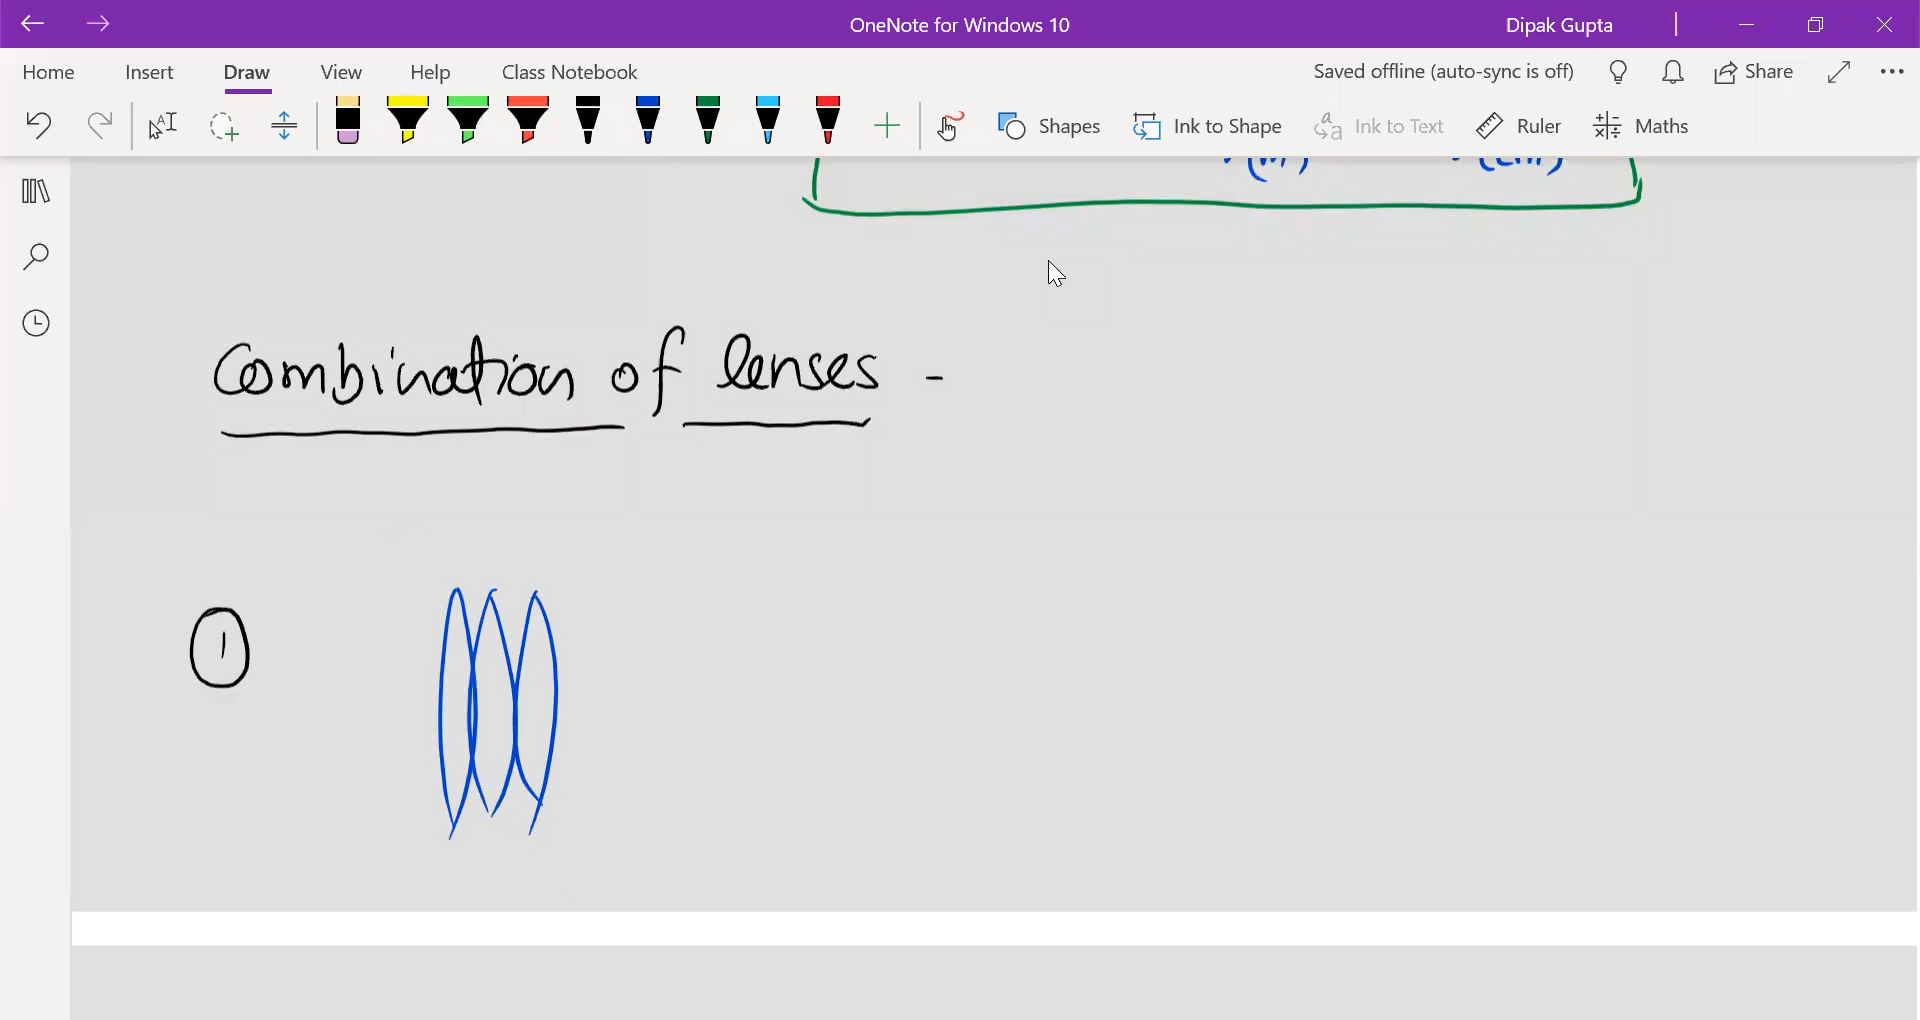 OneNote for Windows 10
Dipak Gupta
Home Insert Draw View Help Class Notebook
Saved offline (auto-sync is off) Share
Shapes Ink to Shape Ink to Text Ruler Maths
(cm)
Combination of lenses -
1